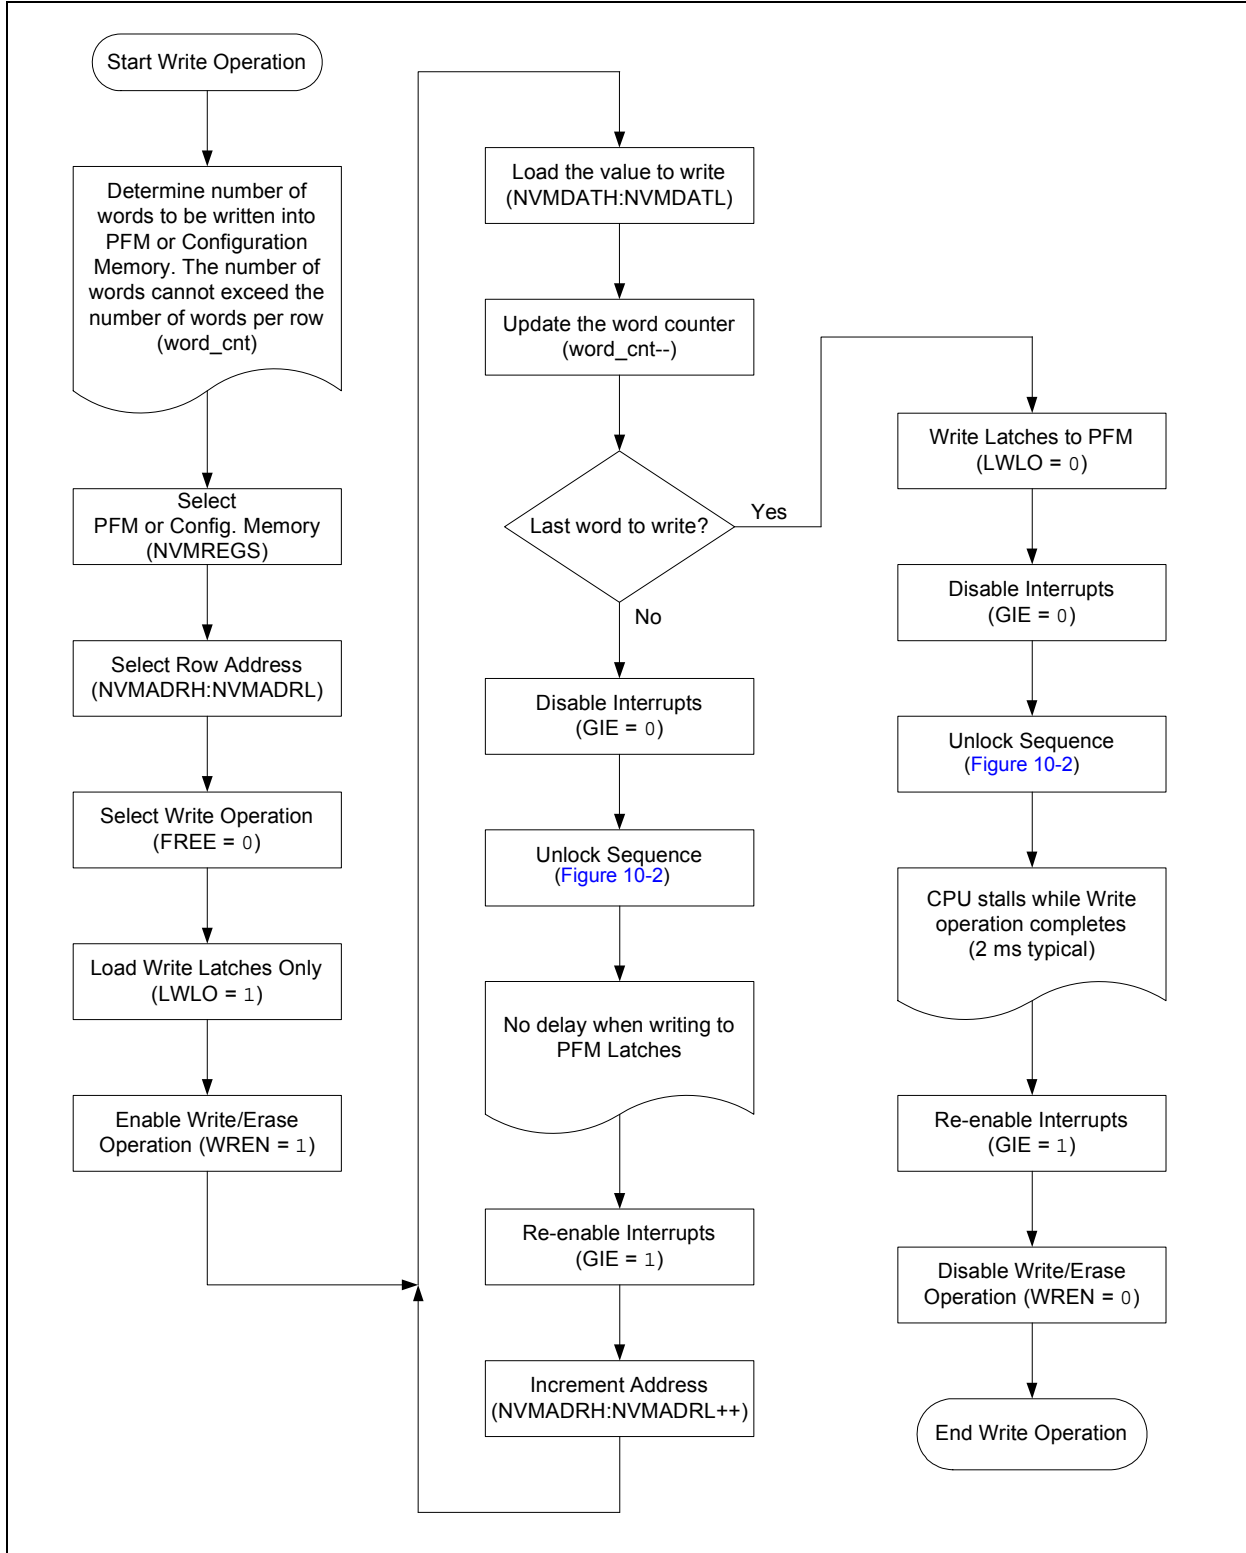 Start Write Operation
Determine number of
words to be written into
PFM or Configuration
Memory. The number of
words cannot exceed the
number of words per row
(word_cnt)
Select
PFM or Config. Memory
(NVMREGS)
Select Row Address
(NVMADRH:NVMADRL)
Select Write Operation
(FREE = 0)
Load Write Latches Only
(LWLO = 1)
Enable Write/Erase
Operation (WREN = 1)
Load the value to write
(NVMDATH:NVMDATL)
Update the word counter
(word_cnt--)
Last word to write?
Yes
No
Disable Interrupts
(GIE = 0)
Unlock Sequence
(Figure 10-2)
No delay when writing to
PFM Latches
Re-enable Interrupts
(GIE = 1)
Increment Address
(NVMADRH:NVMADRL++)
Write Latches to PFM
(LWLO = 0)
Disable Interrupts
(GIE = 0)
Unlock Sequence
(Figure 10-2)
CPU stalls while Write
operation completes
(2 ms typical)
Re-enable Interrupts
(GIE = 1)
Disable Write/Erase
Operation (WREN = 0)
End Write Operation